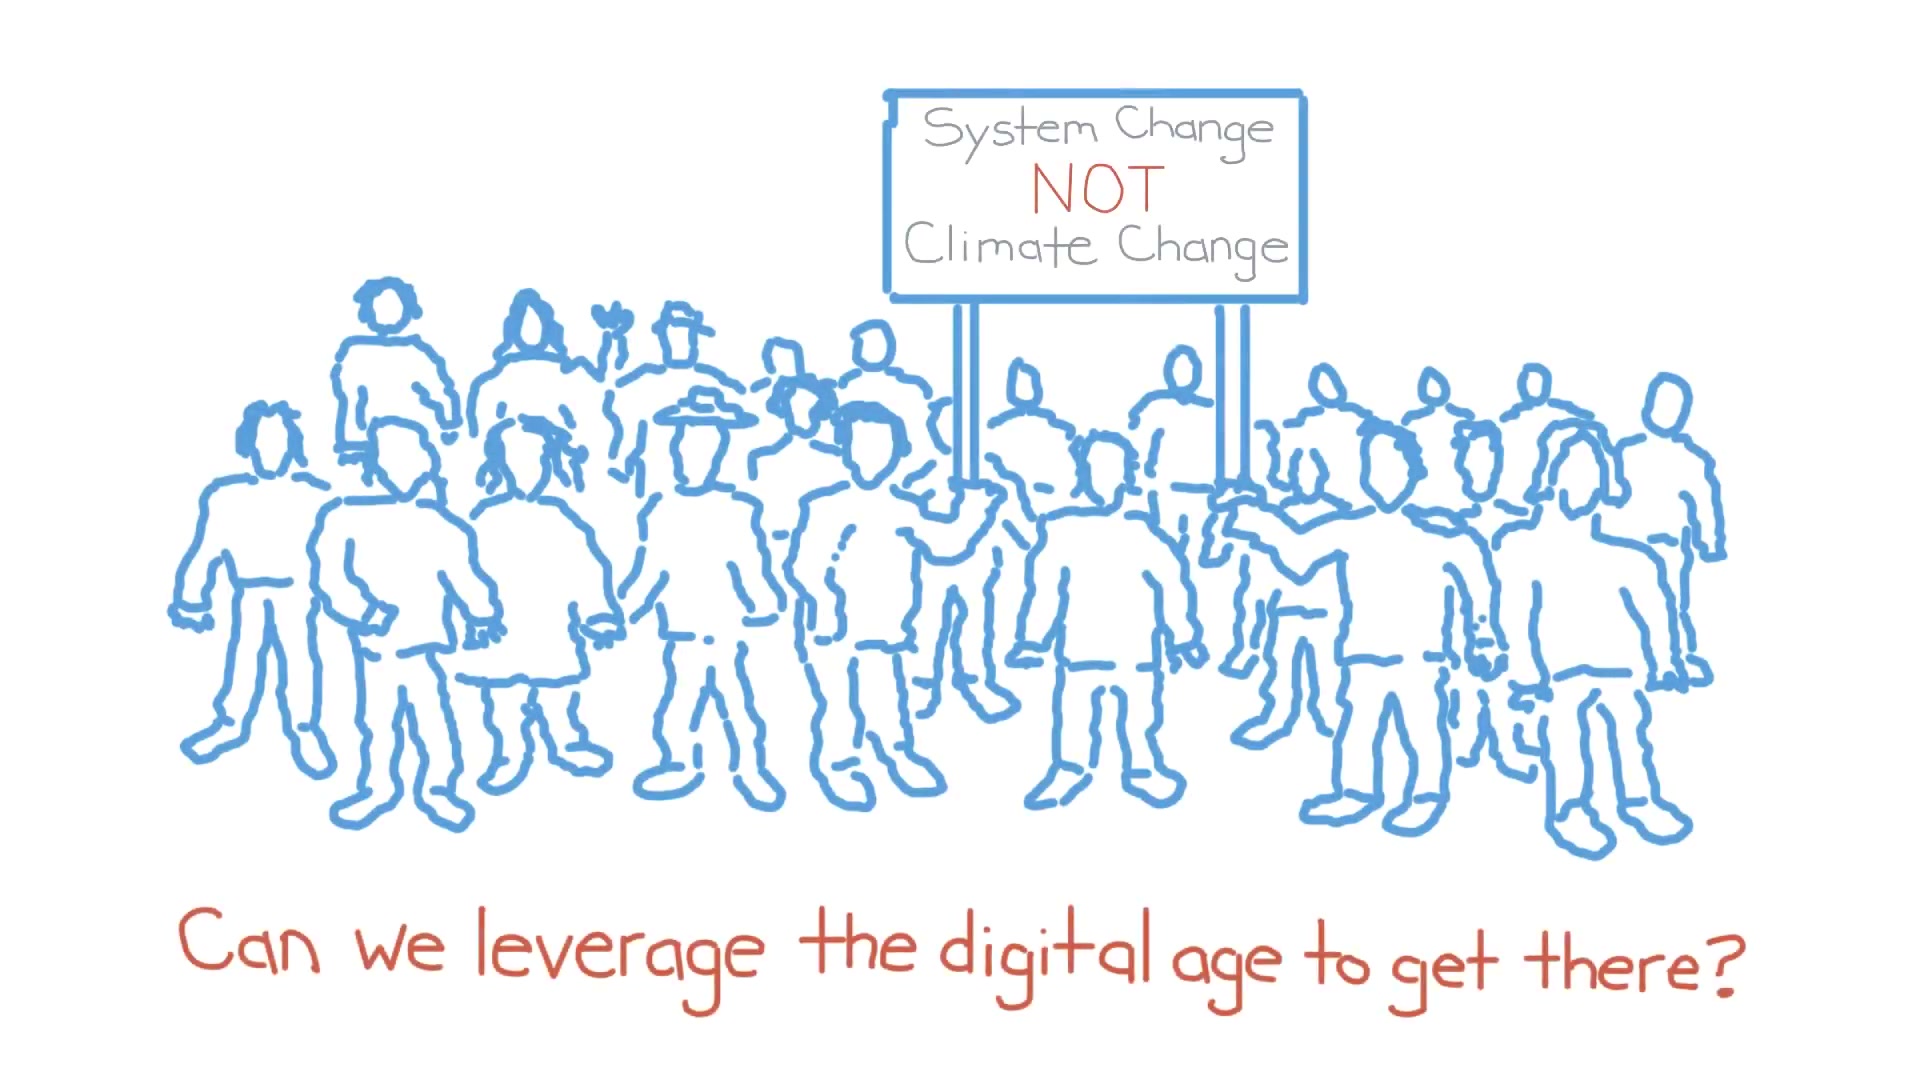 System Change
NOT
Climate Change
Can we leverage the digital age to get there?